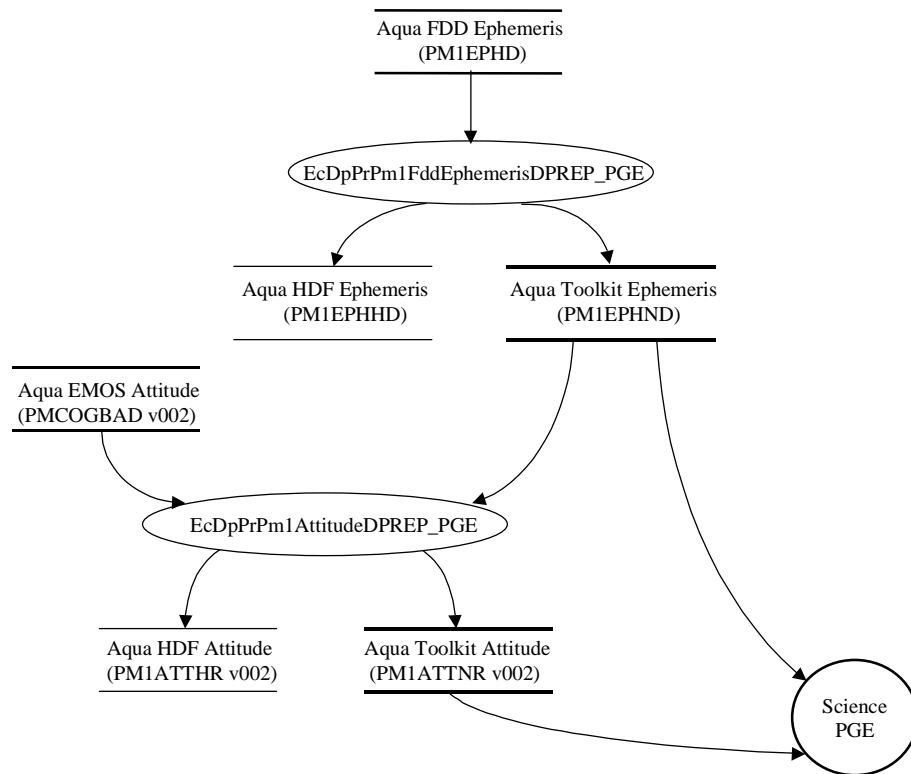 Aqua FDD Ephemeris
(PM1EPHD)
EcDpPrPm1FddEphemerisDPREP_PGE
Aqua HDF Ephemeris
(PM1EPHHD)
Aqua Toolkit Ephemeris
(PM1EPHND)
Aqua EMOS Attitude
(PMCOGBAD v002)
EcDpPrPm1AttitudeDPREP_PGE
Aqua HDF Attitude
(PM1ATTHR v002)
Aqua Toolkit Attitude
(PM1ATTNR v002)
Science
PGE